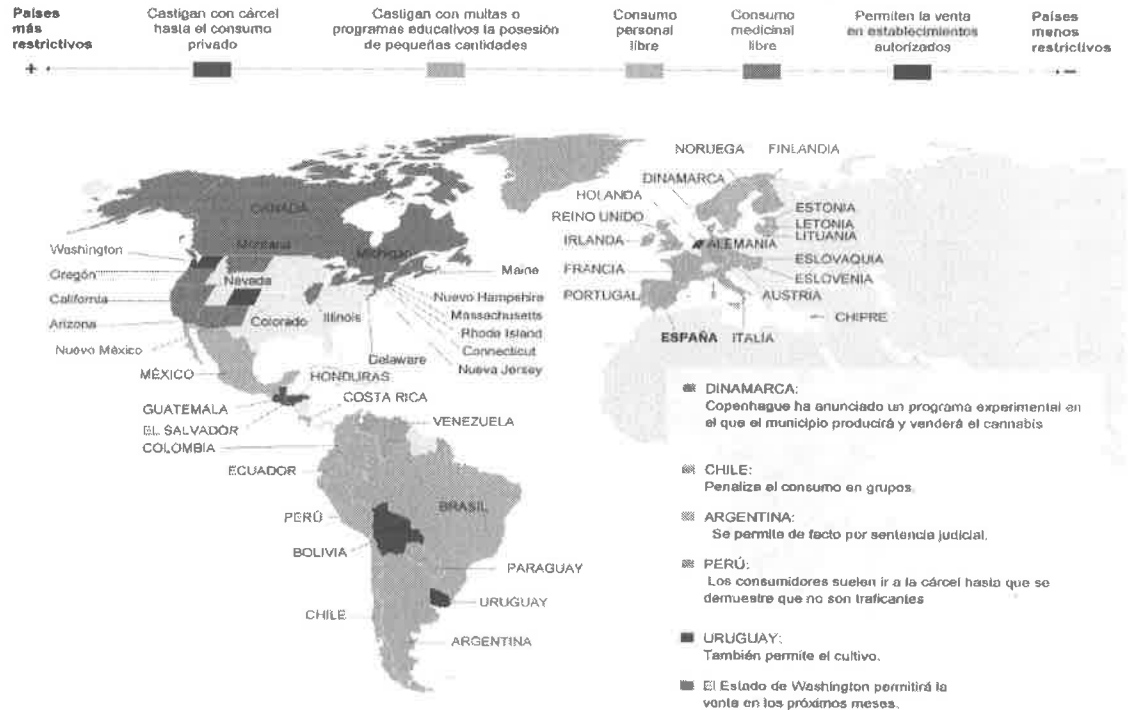 Países
más
restrictivos
Castigan con cárcel
hasta el consumo
privado
Castigan con multas o
programas educativos la posesión
de pequeñas cantidades
Consumo
personal
libre
Consumo
medicinal
libre
Permiten la venta
en establecimientos
autorizados
Países
menos
restrictivos
+
−
NORUEGA
FINLANDIA
DINAMARCA
HOLANDA
REINO UNIDO
IRLANDA
FRANCIA
PORTUGAL
ESPAÑA
ITALÍA
ALEMANIA
ESTONIA
LETONIA
LITUANIA
ESLOVAQUIA
ESLOVENIA
AUSTRIA
CHIPRE
CANADÁ
Washington
Montana
Michigan
Oregón
Nevada
California
Arizona
Colorado
Illinois
Nuevo México
Maine
Nuevo Hampshire
Massachusetts
Rhode Island
Connecticut
Nueva Jersey
Delaware
MÉXICO
HONDURAS
GUATEMALA
COSTA RICA
EL SALVADOR
VENEZUELA
COLOMBIA
ECUADOR
BRASIL
PERÚ
BOLIVIA
PARAGUAY
URUGUAY
CHILE
ARGENTINA
DINAMARCA:
Copenhague ha anunciado un programa experimental en
el que el municipio producirá y venderá el cannabis
CHILE:
Penaliza el consumo en grupos.
ARGENTINA:
Se permite de facto por sentencia judicial.
PERÚ:
Los consumidores suelen ir a la cárcel hasta que se
demuestre que no son traficantes
URUGUAY:
También permite el cultivo.
El Estado de Washington permitirá la
venta en los próximos meses.